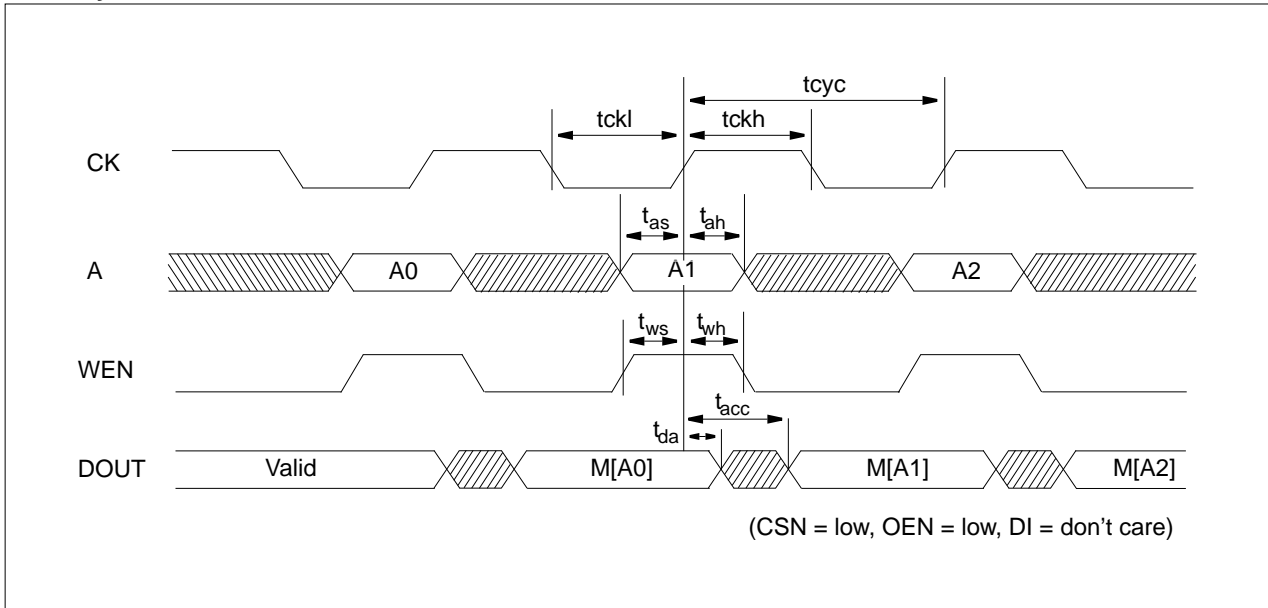 tcyc
tckl
tckh
CK
tas
tah
A
A0
A1
A2
tws
twh
WEN
tacc
tda
DOUT
Valid
M[A0]
M[A1]
M[A2]
(CSN = low, OEN = low, DI = don't care)